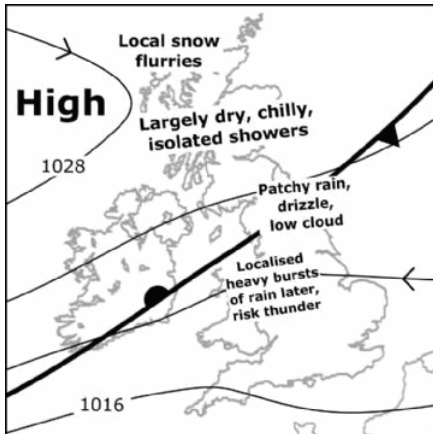 Local snow
flurries
High
Largely dry, chilly,
isolated showers
1028
Patchy rain,
drizzle,
low cloud
Localised
heavy bursts
of rain later,
risk thunder
1016